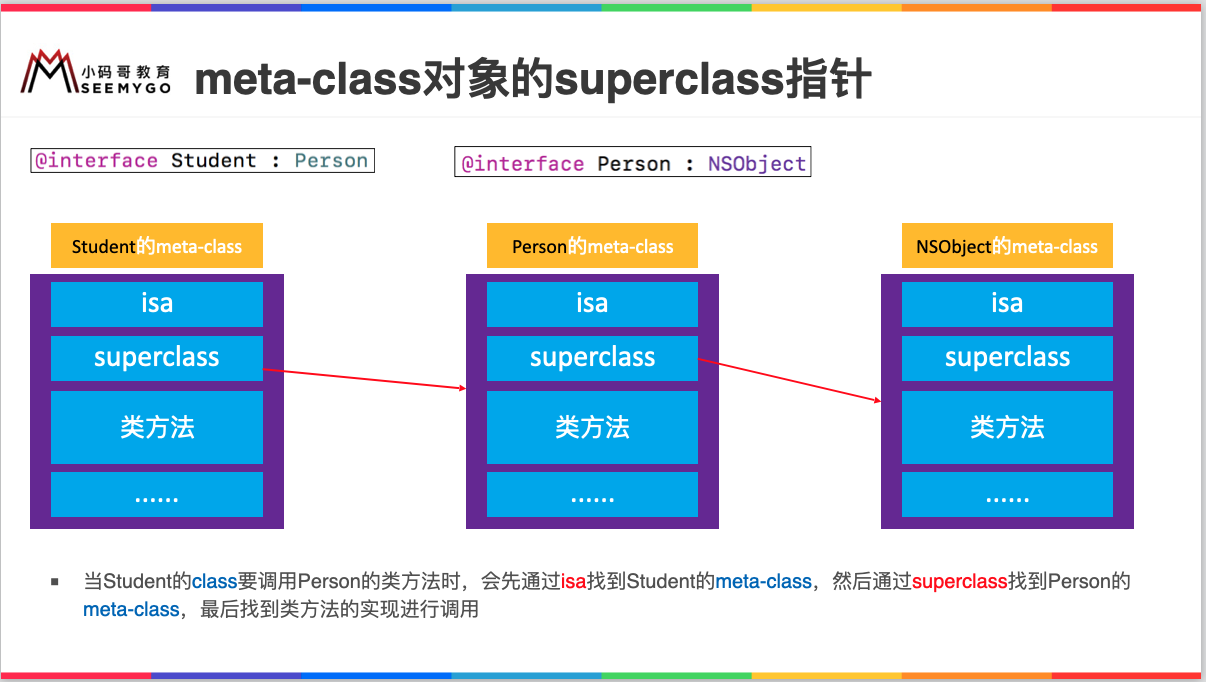 小码哥教育
SEEMYGO
meta-class对象的superclass指针
@interface Student : Person
@interface Person : NSObject
Student的meta-class
Person的meta-class
NSObject的meta-class
isa
isa
isa
superclass
superclass
superclass
类方法
类方法
类方法
......
......
......
▪ 当Student的class要调用Person的类方法时，会先通过isa找到Student的meta-class，然后通过superclass找到Person的
meta-class，最后找到类方法的实现进行调用